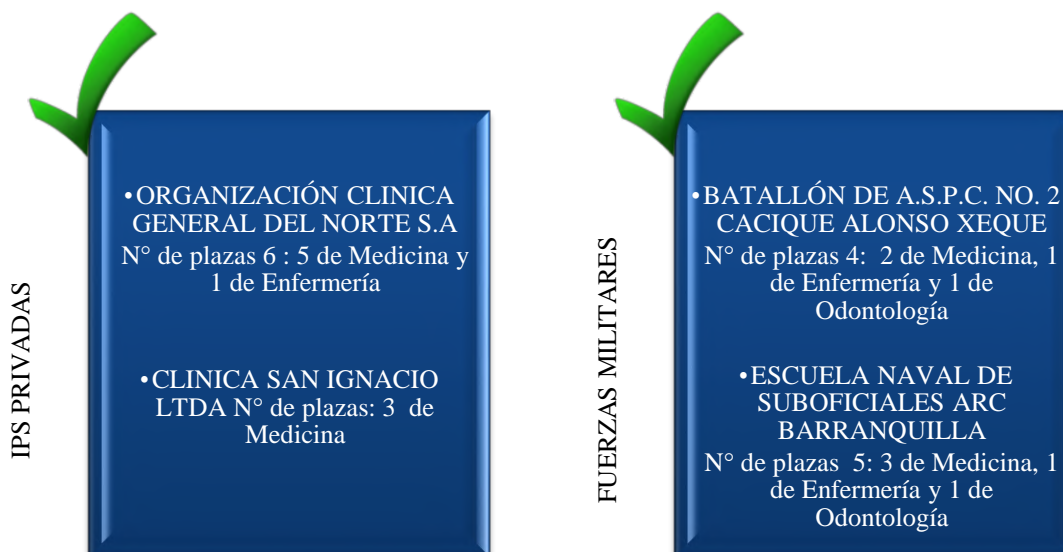 IPS PRIVADAS
•ORGANIZACIÓN CLINICA
GENERAL DEL NORTE S.A
N° de plazas 6 : 5 de Medicina y
1 de Enfermería
•CLINICA SAN IGNACIO
LTDA N° de plazas: 3 de
Medicina
FUERZAS MILITARES
•BATALLÓN DE A.S.P.C. NO. 2
CACIQUE ALONSO XEQUE
N° de plazas 4: 2 de Medicina, 1
de Enfermería y 1 de
Odontología
•ESCUELA NAVAL DE
SUBOFICIALES ARC
BARRANQUILLA
N° de plazas 5: 3 de Medicina, 1
de Enfermería y 1 de
Odontología